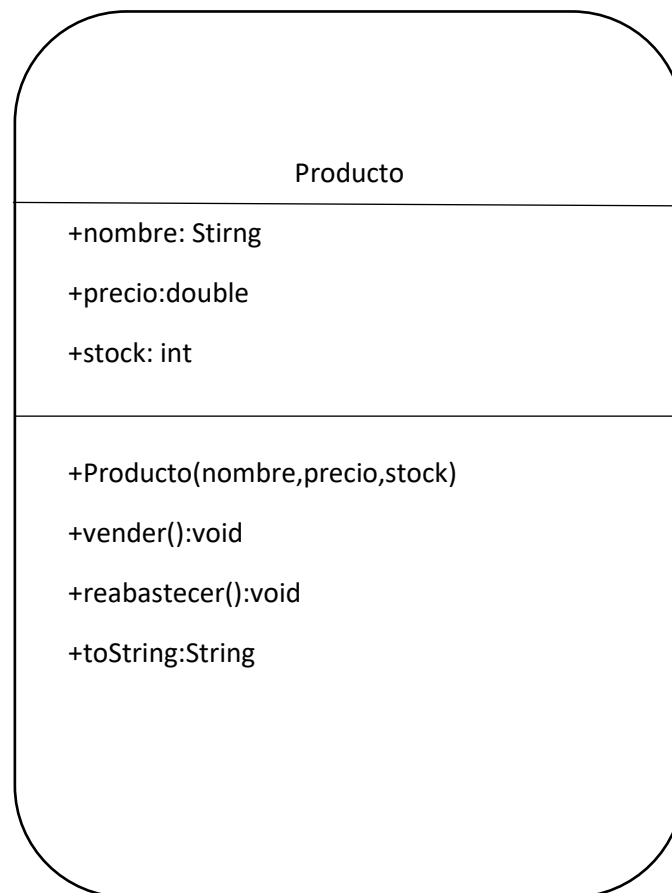 Producto
+nombre: Stirng
+precio:double
+stock: int
+Producto(nombre,precio,stock)
+vender():void
+reabastecer():void
+toString:String